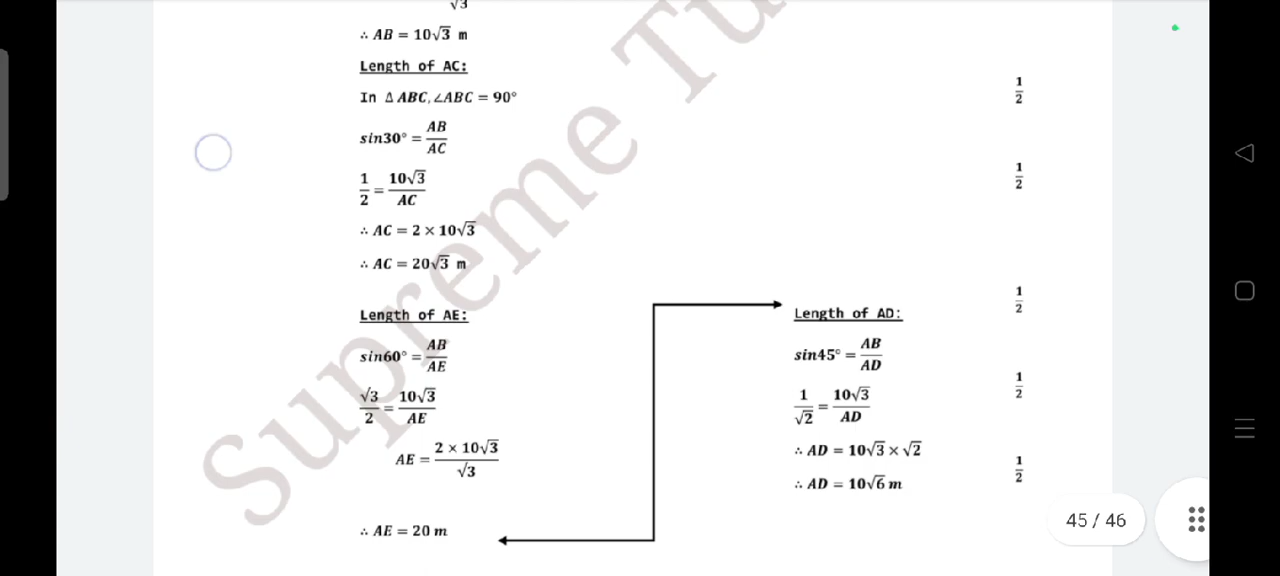 √3
∴ AB = 10√3 m
Length of AC:
In Δ ABC, ∠ABC = 90°
sin30° = AB/AC
1/2 = 10√3/AC
∴ AC = 2 × 10√3
∴ AC = 20√3 m
Length of AE:
sin60° = AB/AE
√3/2 = 10√3/AE
AE = 2 × 10√3/√3
∴ AE = 20 m
Length of AD:
sin45° = AB/AD
1/√2 = 10√3/AD
∴ AD = 10√3 × √2
∴ AD = 10√6 m
1/2
1/2
1/2
1/2
1/2
Supreme Tu
45 / 46